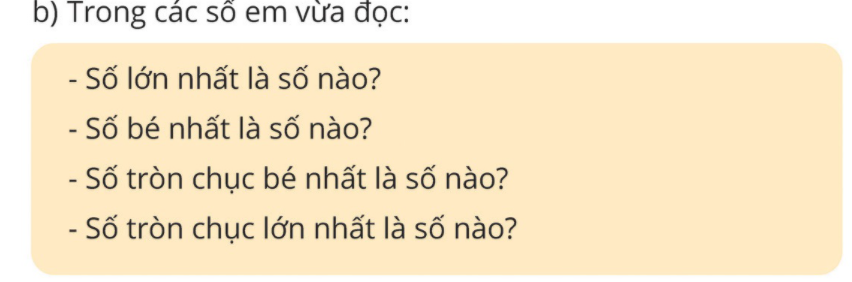 b) Trong các số em vừa đọc:
- Số lớn nhất là số nào?
- Số bé nhất là số nào?
- Số tròn chục bé nhất là số nào?
- Số tròn chục lớn nhất là số nào?